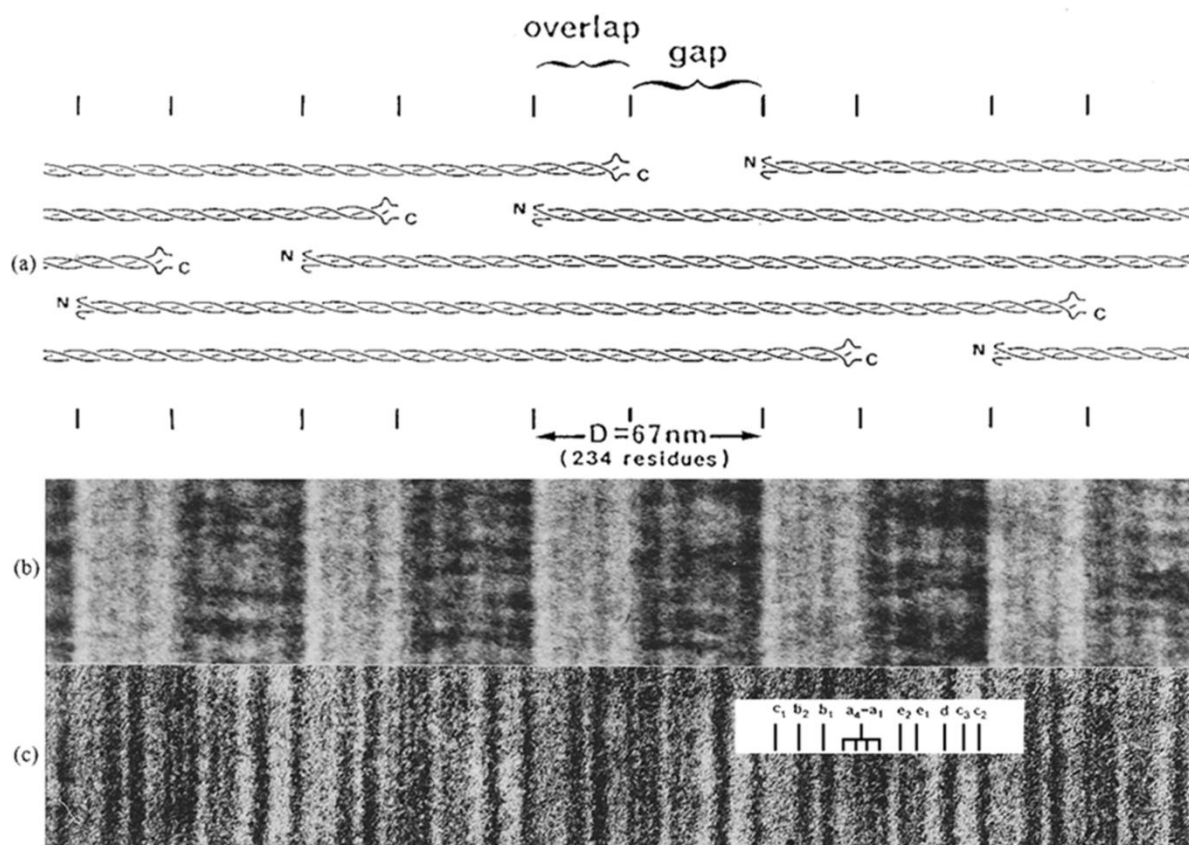 overlap
gap
N
C
N
C
(a)
N
C
N
C
C
N
D=67nm
(234 residues)
(b)
c₁ b₂ b₁ a₄-a₁ e₂ e₁ d c₃ c₂
(c)